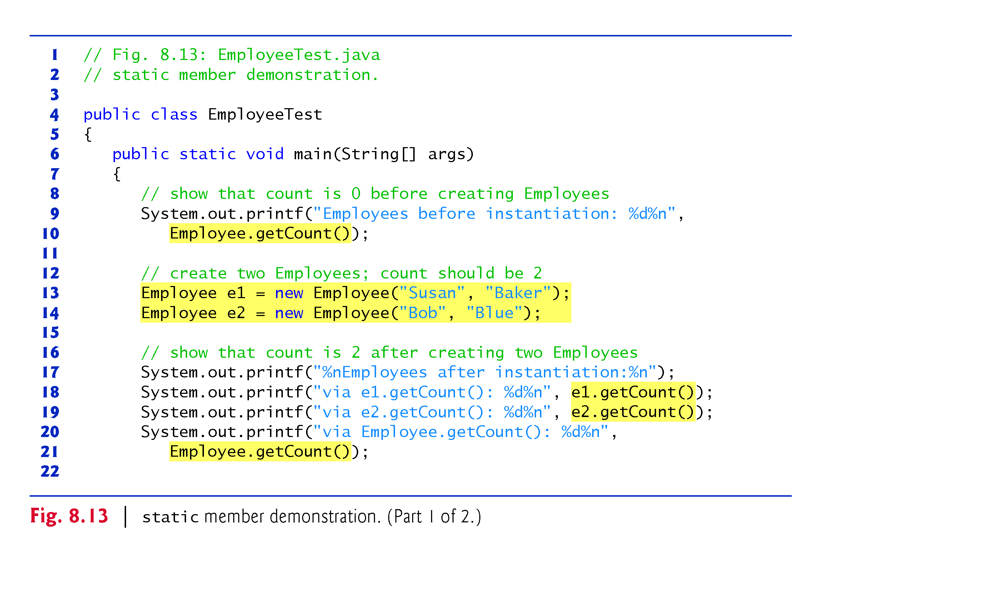 1 // Fig. 8.13: EmployeeTest.java
2 // static member demonstration.
3
4 public class EmployeeTest
5 {
6    public static void main(String[] args)
7    {
8       // show that count is 0 before creating Employees
9       System.out.printf("Employees before instantiation: %d%n",
10         Employee.getCount());
11
12      // create two Employees; count should be 2
13      Employee e1 = new Employee("Susan", "Baker");
14      Employee e2 = new Employee("Bob", "Blue");
15
16      // show that count is 2 after creating two Employees
17      System.out.printf("%nEmployees after instantiation:%n");
18      System.out.printf("via e1.getCount(): %d%n", e1.getCount());
19      System.out.printf("via e2.getCount(): %d%n", e2.getCount());
20      System.out.printf("via Employee.getCount(): %d%n",
21         Employee.getCount());
22
Fig. 8.13 | static member demonstration. (Part 1 of 2.)